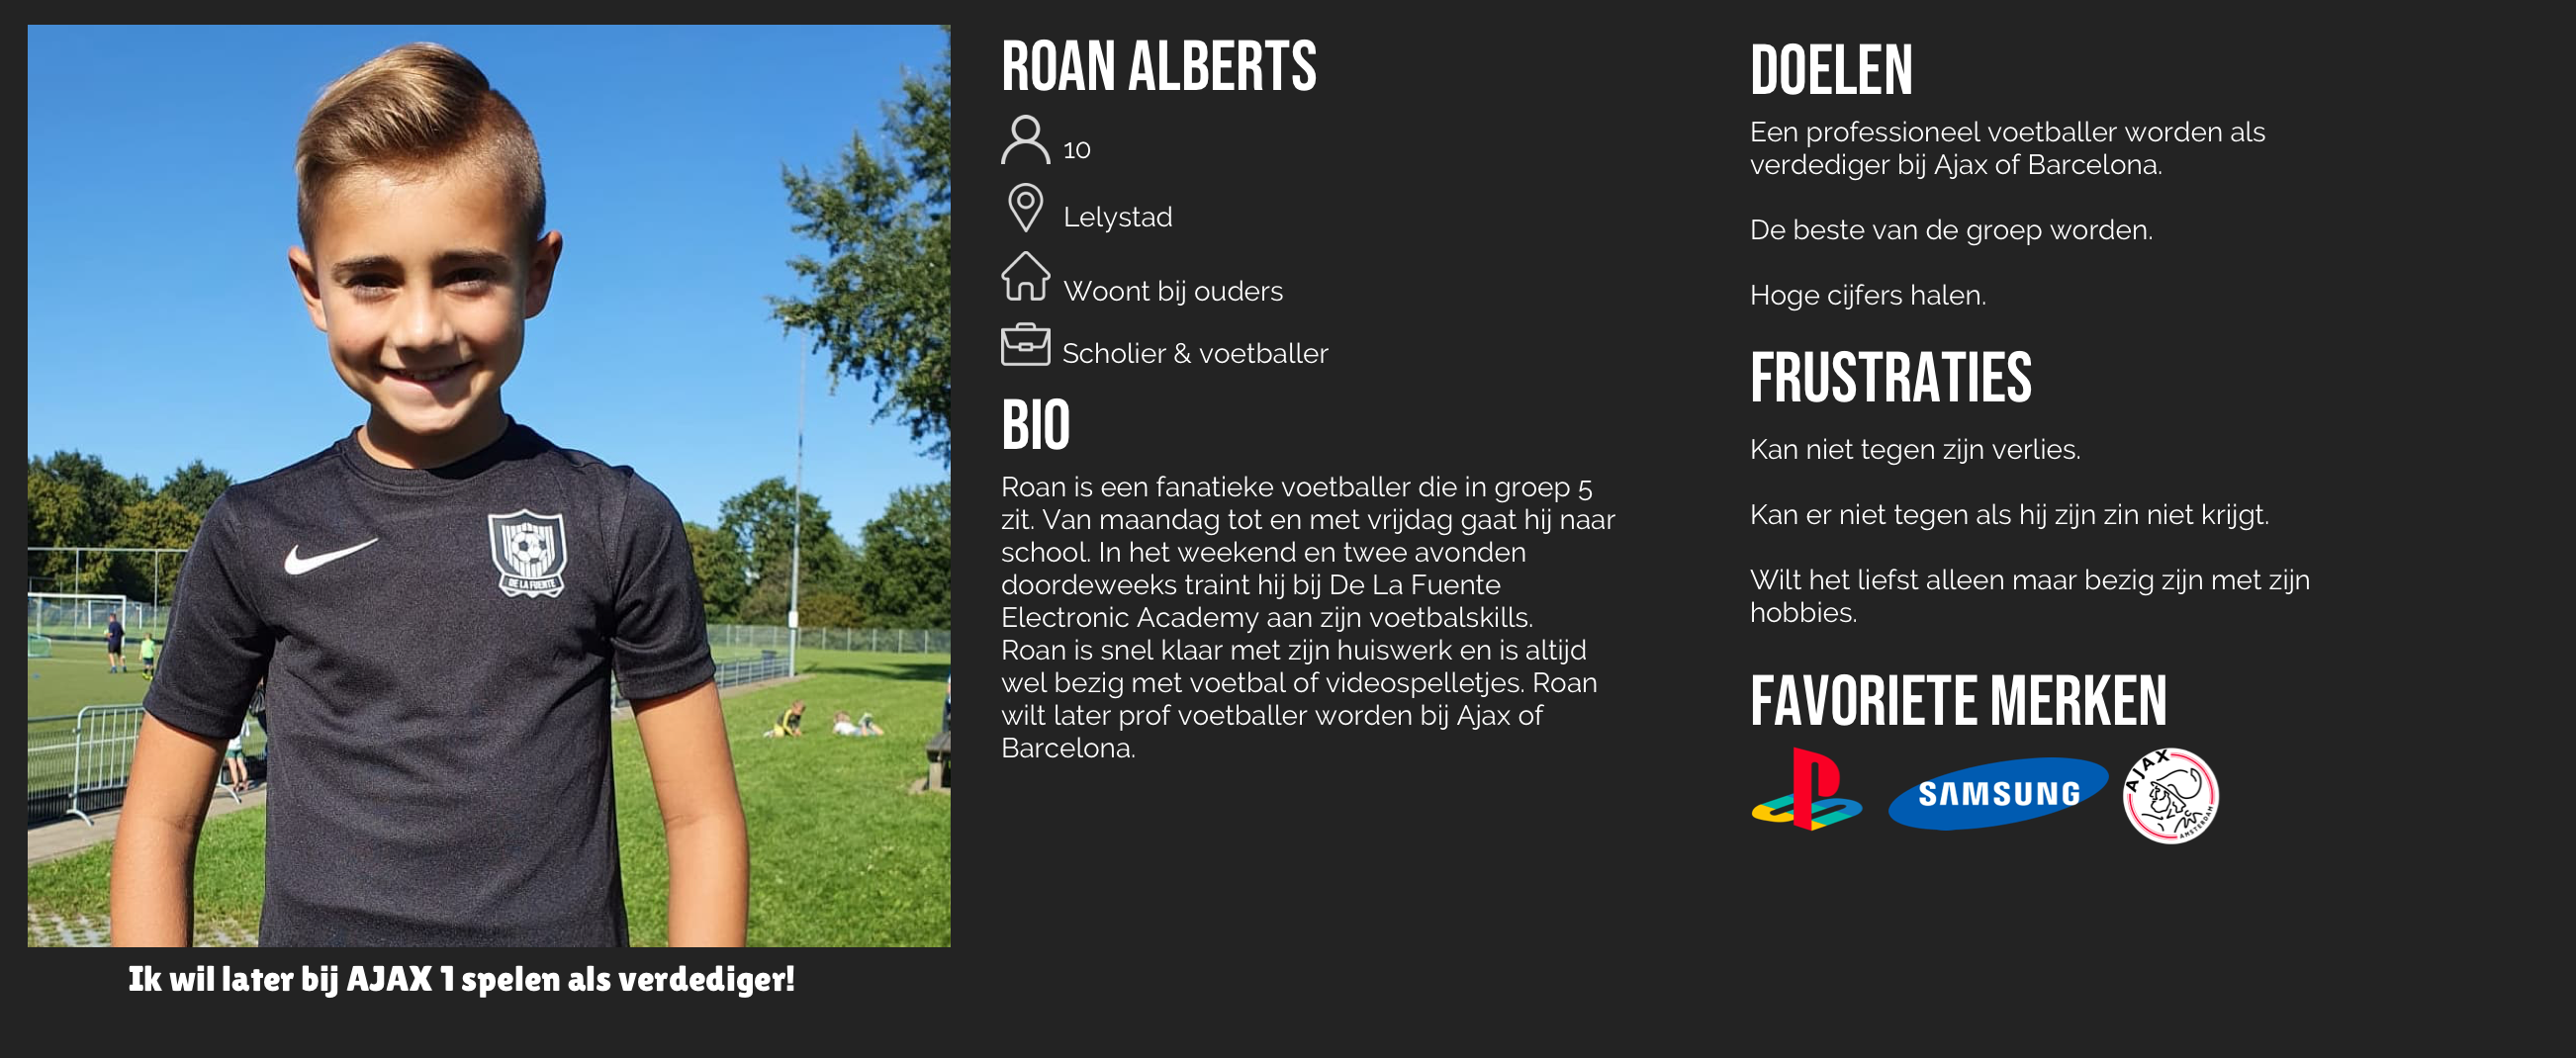 DE LA FUENTE
Ik wil later bij AJAX 1 spelen als verdediger!
ROAN ALBERTS
10
Lelystad
Woont bij ouders
Scholier & voetballer
BIO
Roan is een fanatieke voetballer die in groep 5
zit. Van maandag tot en met vrijdag gaat hij naar
school. In het weekend en twee avonden
doordeweeks traint hij bij De La Fuente
Electronic Academy aan zijn voetbalskills.
Roan is snel klaar met zijn huiswerk en is altijd
wel bezig met voetbal of videospelletjes. Roan
wilt later prof voetballer worden bij Ajax of
Barcelona.
DOELEN
Een professioneel voetballer worden als
verdediger bij Ajax of Barcelona.
De beste van de groep worden.
Hoge cijfers halen.
FRUSTRATIES
Kan niet tegen zijn verlies.
Kan er niet tegen als hij zijn zin niet krijgt.
Wilt het liefst alleen maar bezig zijn met zijn
hobbies.
FAVORIETE MERKEN
SAMSUNG
AJAX
AMSTERDAM